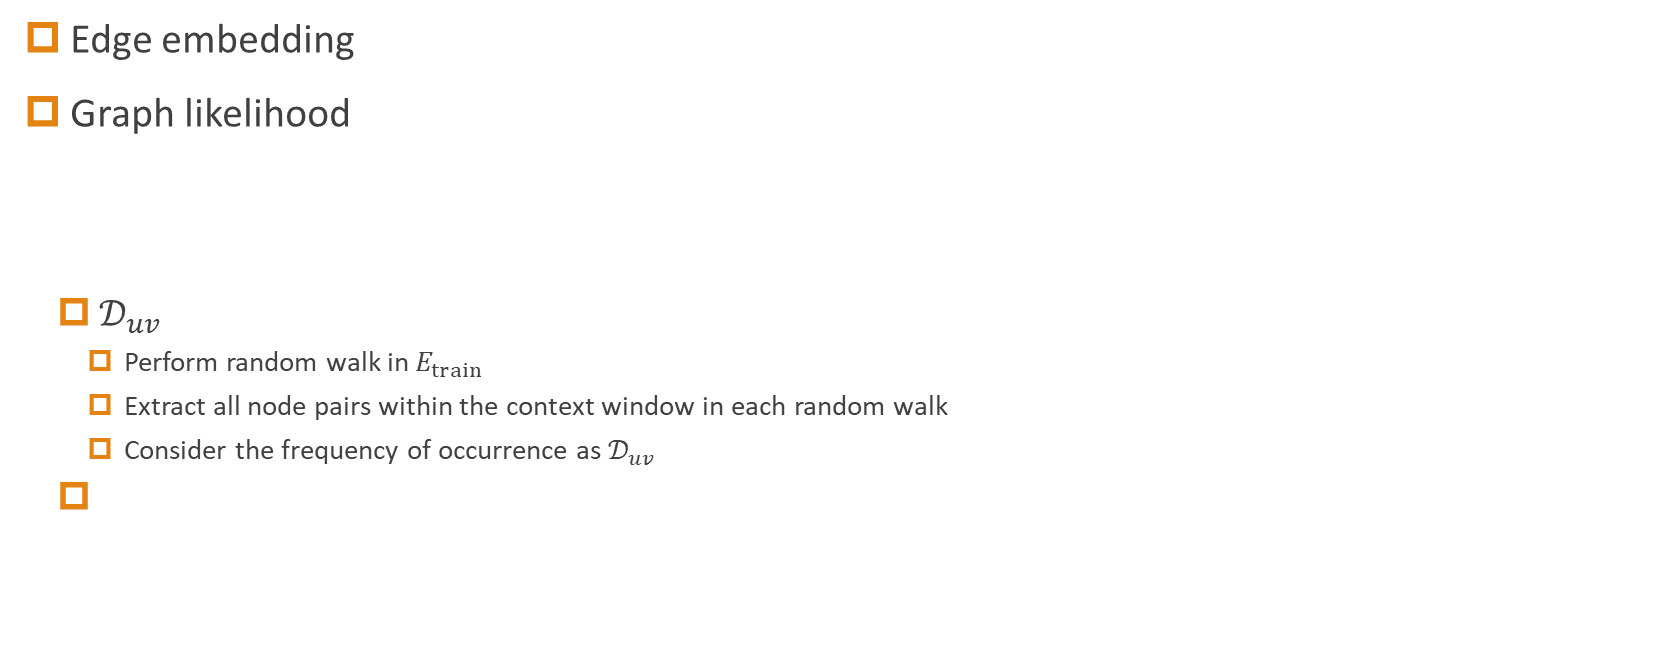 Edge embedding
Graph likelihood
𝒟ᵤᵥ
Perform random walk in E_train
Extract all node pairs within the context window in each random walk
Consider the frequency of occurrence as 𝒟ᵤᵥ